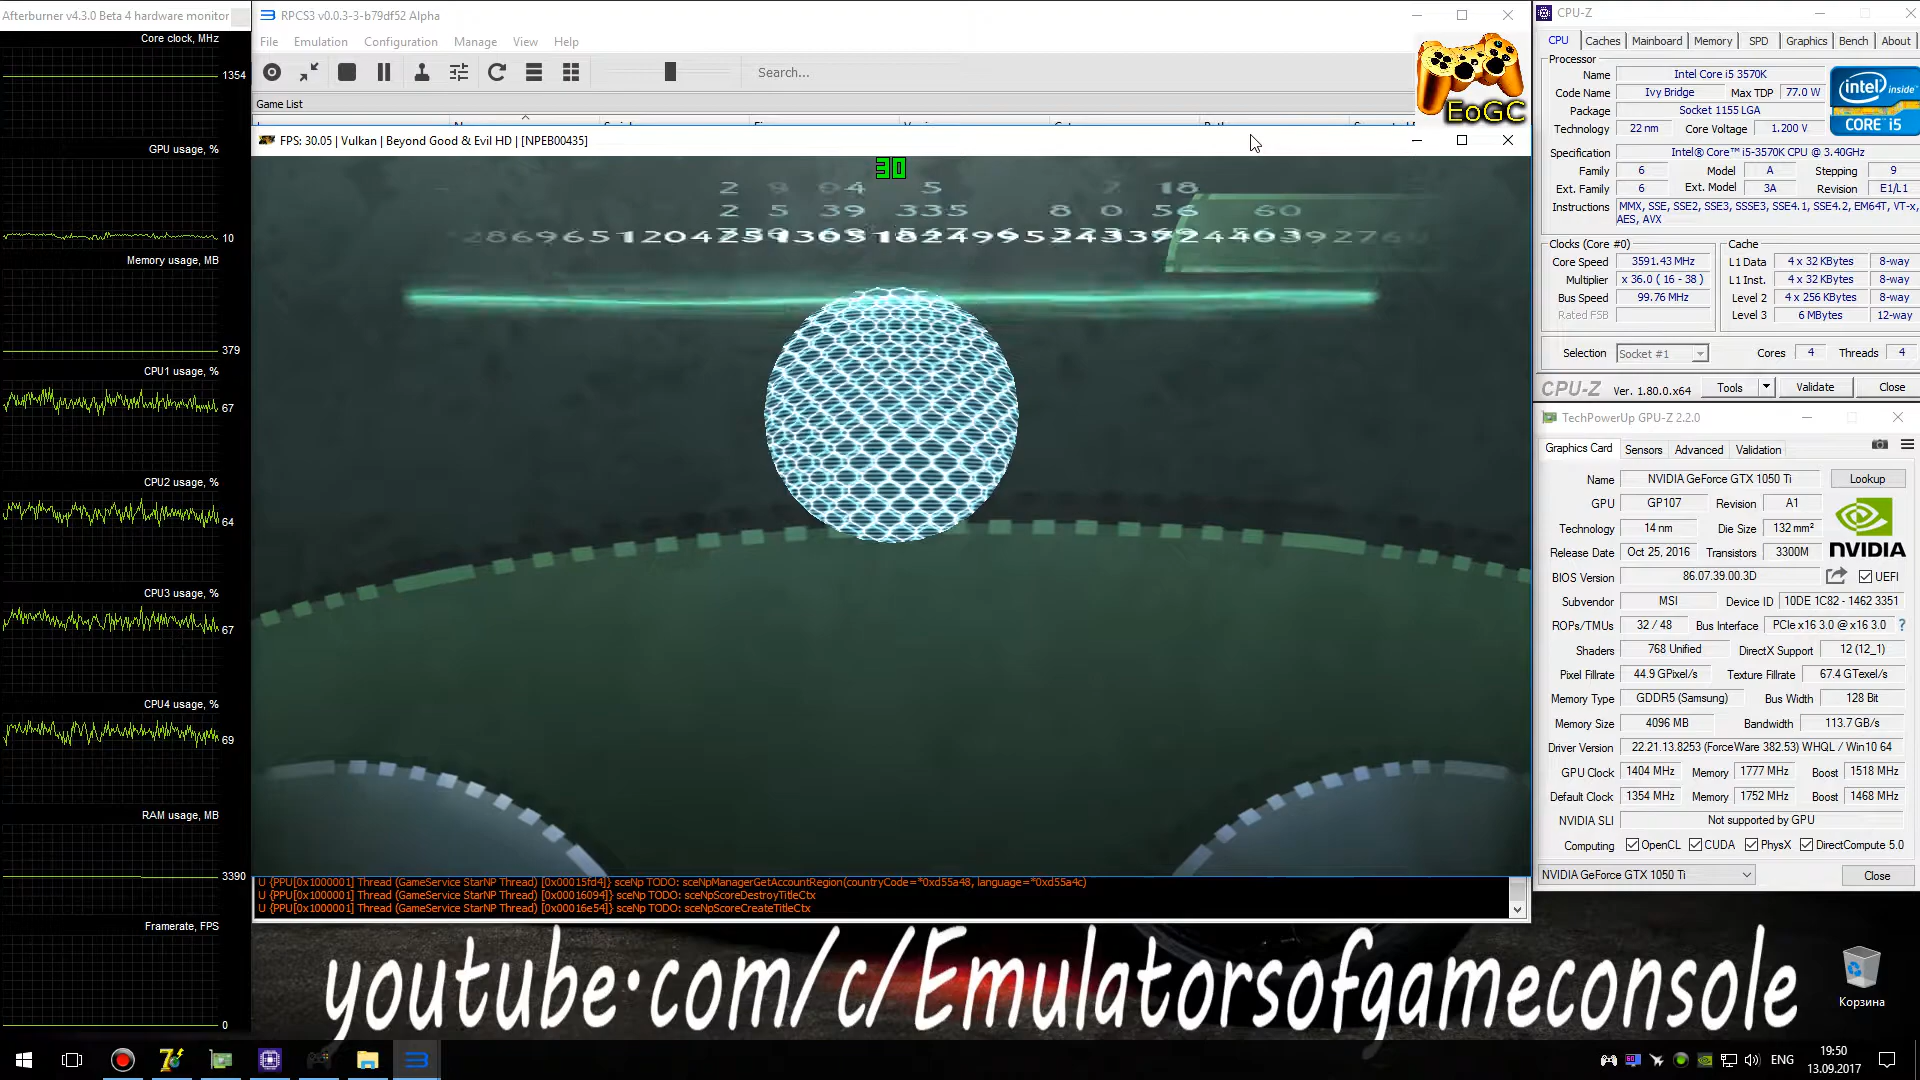 Afterburner v4.3.0 Beta 4 hardware monitor
Core clock, MHz
1354
GPU usage, %
10
Memory usage, MB
379
CPU1 usage, %
67
CPU2 usage, %
64
CPU3 usage, %
67
CPU4 usage, %
69
RAM usage, MB
3390
Framerate, FPS
0
RPCS3 v0.0.3-3-b79df52 Alpha
File Emulation Configuration Manage View Help
Search...
Game List
EoGC
FPS: 30.05 | Vulkan | Beyond Good & Evil HD | [NPEB00435]
30
2 9 04 5 7 18
2 5 39 335 8 0 56 60
U {PPU[0x1000001] Thread (GameService StarNP Thread) [0x00015fd4]} sceNp TODO: sceNpManagerGetAccountRegion(countryCode=*0xd55a48, language=*0xd55a4c)
U {PPU[0x1000001] Thread (GameService StarNP Thread) [0x00016094]} sceNp TODO: sceNpScoreDestroyTitleCtx
U {PPU[0x1000001] Thread (GameService StarNP Thread) [0x00016e54]} sceNp TODO: sceNpScoreCreateTitleCtx
youtube.com/c/Emulatorsofgameconsole
CPU-Z
CPU Caches Mainboard Memory SPD Graphics Bench About
Processor
Name Intel Core i5 3570K
Code Name Ivy Bridge Max TDP 77.0 W
Package Socket 1155 LGA
Technology 22 nm Core Voltage 1.200 V
intel inside™
CORE™ i5
Specification Intel® Core™ i5-3570K CPU @ 3.40GHz
Family 6 Model A Stepping 9
Ext. Family 6 Ext. Model 3A Revision E1/L1
Instructions MMX, SSE, SSE2, SSE3, SSSE3, SSE4.1, SSE4.2, EM64T, VT-x,
AES, AVX
Clocks (Core #0) Cache
Core Speed 3591.43 MHz L1 Data 4 x 32 KBytes 8-way
Multiplier x 36.0 ( 16 - 38 ) L1 Inst. 4 x 32 KBytes 8-way
Bus Speed 99.76 MHz Level 2 4 x 256 KBytes 8-way
Rated FSB Level 3 6 MBytes 12-way
Selection Socket #1 Cores 4 Threads 4
CPU-Z Ver. 1.80.0.x64 Tools Validate Close
TechPowerUp GPU-Z 2.2.0
Graphics Card Sensors Advanced Validation
Name NVIDIA GeForce GTX 1050 Ti Lookup
GPU GP107 Revision A1
Technology 14 nm Die Size 132 mm²
Release Date Oct 25, 2016 Transistors 3300M
NVIDIA
BIOS Version 86.07.39.00.3D UEFI
Subvendor MSI Device ID 10DE 1C82 - 1462 3351
ROPs/TMUs 32 / 48 Bus Interface PCIe x16 3.0 @ x16 3.0 ?
Shaders 768 Unified DirectX Support 12 (12_1)
Pixel Fillrate 44.9 GPixel/s Texture Fillrate 67.4 GTexel/s
Memory Type GDDR5 (Samsung) Bus Width 128 Bit
Memory Size 4096 MB Bandwidth 113.7 GB/s
Driver Version 22.21.13.8253 (ForceWare 382.53) WHQL / Win10 64
GPU Clock 1404 MHz Memory 1777 MHz Boost 1518 MHz
Default Clock 1354 MHz Memory 1752 MHz Boost 1468 MHz
NVIDIA SLI Not supported by GPU
Computing OpenCL CUDA PhysX DirectCompute 5.0
NVIDIA GeForce GTX 1050 Ti Close
Корзина
ENG 19:50
13.09.2017